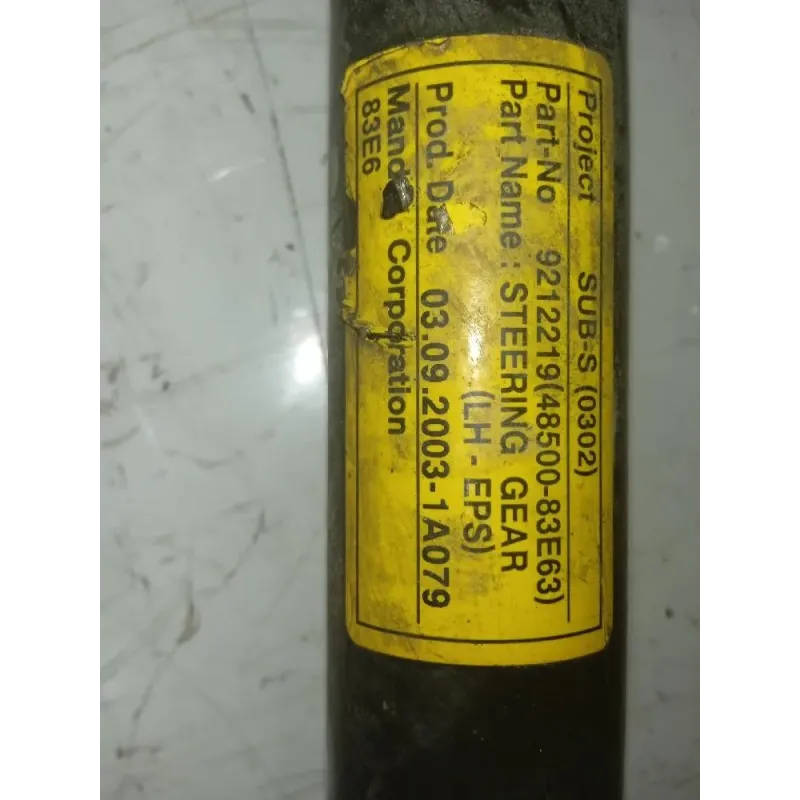 Project SUB-S (0302)
Part-No 9212219(48500-83E63)
Part Name : STEERING GEAR
(LH - EPS)
Prod. Date 03.09.2003-1A079
Mando Corporation
83E6